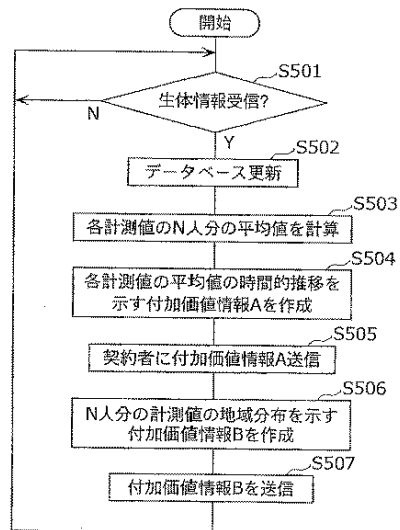 開始
S501
生体情報受信?
N
Y
S502
データベース更新
S503
各計測値のN人分の平均値を計算
S504
各計測値の平均値の時間的推移を
示す付加価値情報Aを作成
S505
契約者に付加価値情報A送信
S506
N人分の計測値の地域分布を示す
付加価値情報Bを作成
S507
付加価値情報Bを送信